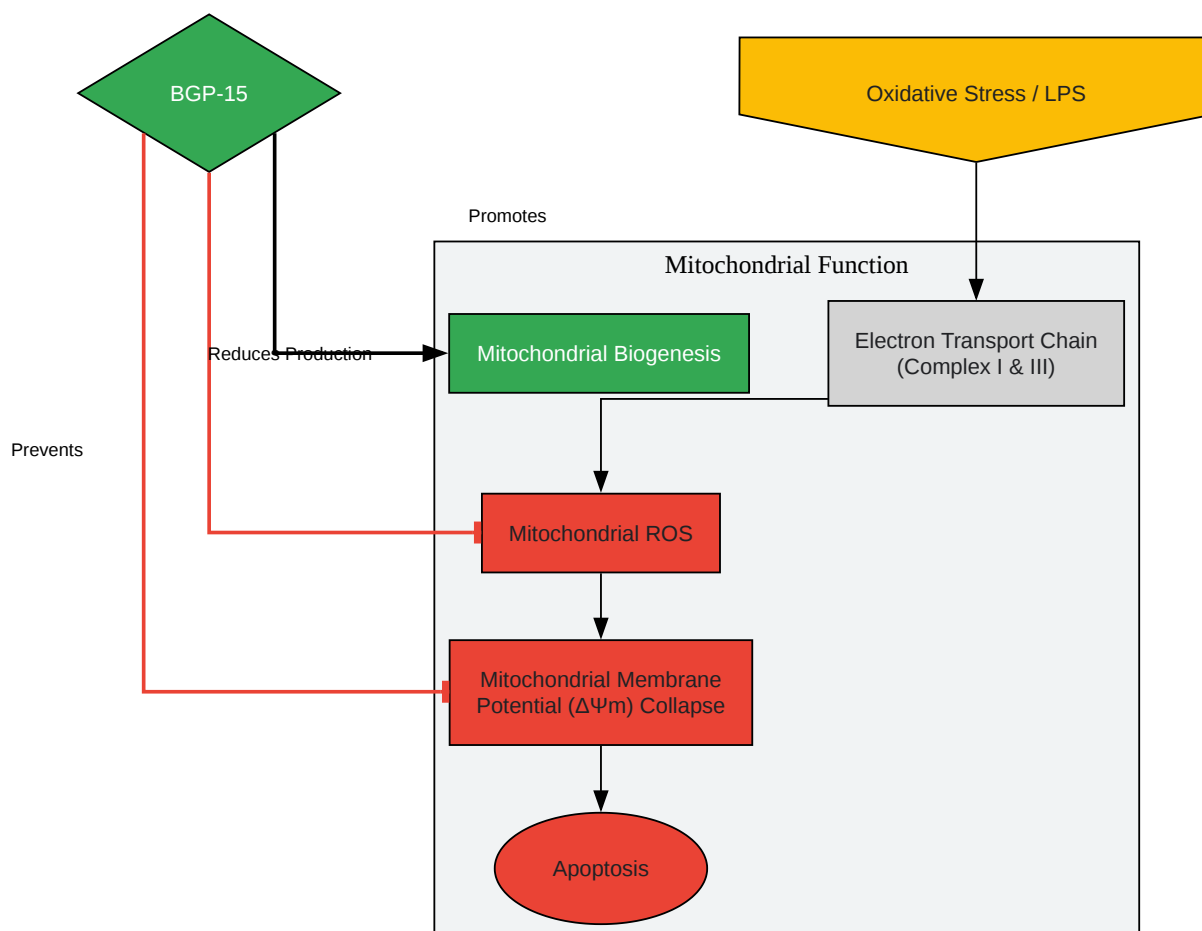 BGP-15
Oxidative Stress / LPS
Promotes
Mitochondrial Function
Mitochondrial Biogenesis
Electron Transport Chain
(Complex I & III)
Reduces Production
Prevents
Mitochondrial ROS
Mitochondrial Membrane
Potential (ΔΨm) Collapse
Apoptosis